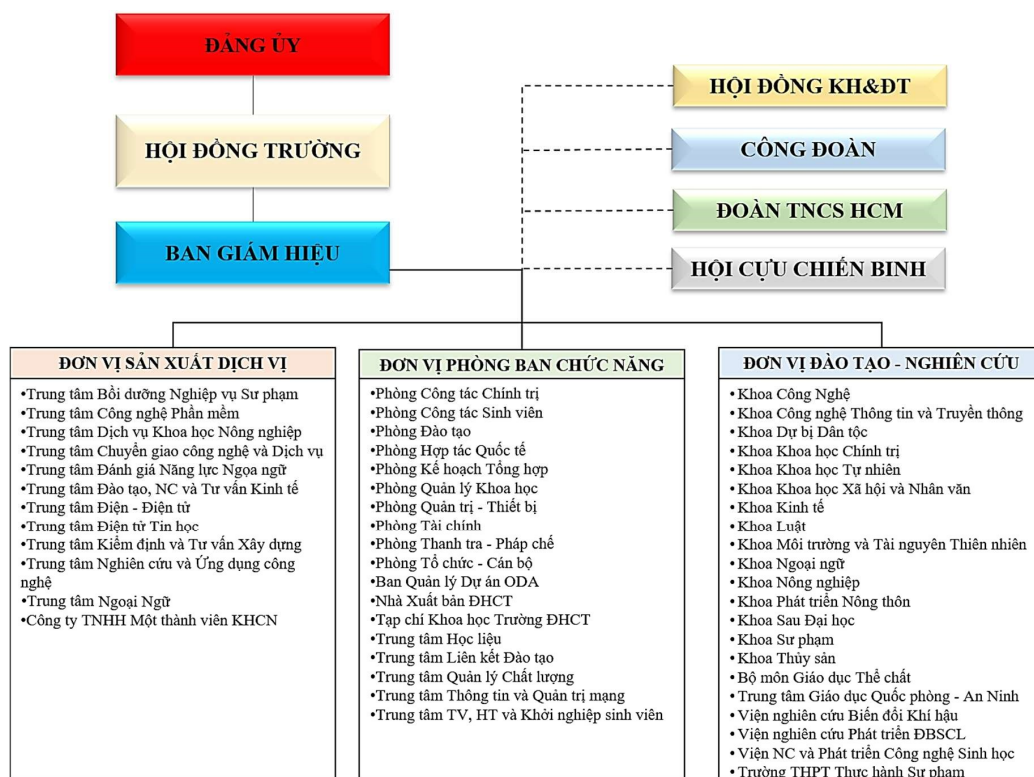 ĐẢNG ỦY
HỘI ĐỒNG TRƯỜNG
BAN GIÁM HIỆU
HỘI ĐỒNG KH&ĐT
CÔNG ĐOÀN
ĐOÀN TNCS HCM
HỘI CỰU CHIẾN BINH
ĐƠN VỊ SẢN XUẤT DỊCH VỊ
•Trung tâm Bồi dưỡng Nghiệp vụ Sư phạm
•Trung tâm Công nghệ Phần mềm
•Trung tâm Dịch vụ Khoa học Nông nghiệp
•Trung tâm Chuyển giao công nghệ và Dịch vụ
•Trung tâm Đánh giá Năng lực Ngọa ngữ
•Trung tâm Đào tạo, NC và Tư vấn Kinh tế
•Trung tâm Điện - Điện tử
•Trung tâm Điện tử Tin học
•Trung tâm Kiểm định và Tư vấn Xây dựng
•Trung tâm Nghiên cứu và Ứng dụng công
nghệ
•Trung tâm Ngoại Ngữ
•Công ty TNHH Một thành viên KHCN
ĐƠN VỊ PHÒNG BAN CHỨC NĂNG
•Phòng Công tác Chính trị
•Phòng Công tác Sinh viên
•Phòng Đào tạo
•Phòng Hợp tác Quốc tế
•Phòng Kế hoạch Tổng hợp
•Phòng Quản lý Khoa học
•Phòng Quản trị - Thiết bị
•Phòng Tài chính
•Phòng Thanh tra - Pháp chế
•Phòng Tổ chức - Cán bộ
•Ban Quản lý Dự án ODA
•Nhà Xuất bản ĐHCT
•Tạp chí Khoa học Trường ĐHCT
•Trung tâm Học liệu
•Trung tâm Liên kết Đào tạo
•Trung tâm Quản lý Chất lượng
•Trung tâm Thông tin và Quản trị mạng
•Trung tâm TV, HT và Khởi nghiệp sinh viên
ĐƠN VỊ ĐÀO TẠO - NGHIÊN CỨU
• Khoa Công Nghệ
• Khoa Công nghệ Thông tin và Truyền thông
• Khoa Dự bị Dân tộc
• Khoa Khoa học Chính trị
• Khoa Khoa học Tự nhiên
• Khoa Khoa học Xã hội và Nhân văn
• Khoa Kinh tế
• Khoa Luật
• Khoa Môi trường và Tài nguyên Thiên nhiên
• Khoa Ngoại ngữ
• Khoa Nông nghiệp
• Khoa Phát triển Nông thôn
• Khoa Sau Đại học
• Khoa Sư phạm
• Khoa Thủy sản
• Bộ môn Giáo dục Thể chất
• Trung tâm Giáo dục Quốc phòng - An Ninh
• Viện nghiên cứu Biến đổi Khí hậu
• Viện nghiên cứu Phát triển ĐBSCL
• Viện NC và Phát triển Công nghệ Sinh học
• Trường THPT Thực hành Sư phạm